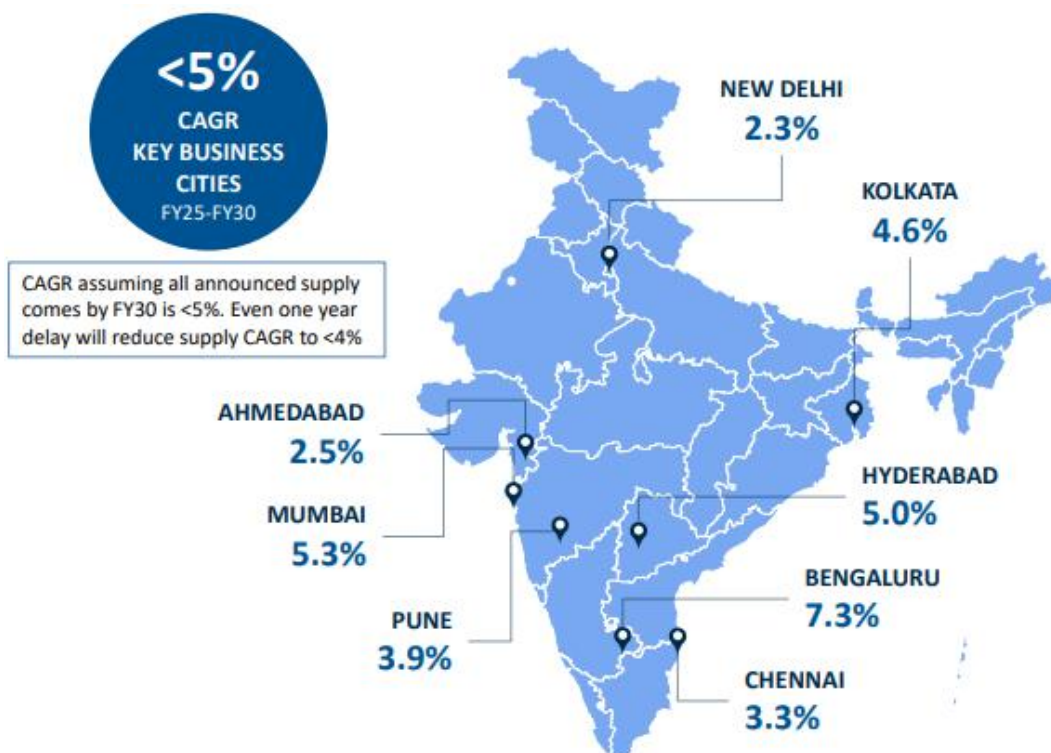 <5%
CAGR
KEY BUSINESS
CITIES
FY25-FY30
CAGR assuming all announced supply
comes by FY30 is <5%. Even one year
delay will reduce supply CAGR to <4%
NEW DELHI
2.3%
KOLKATA
4.6%
AHMEDABAD
2.5%
MUMBAI
5.3%
HYDERABAD
5.0%
PUNE
3.9%
BENGALURU
7.3%
CHENNAI
3.3%